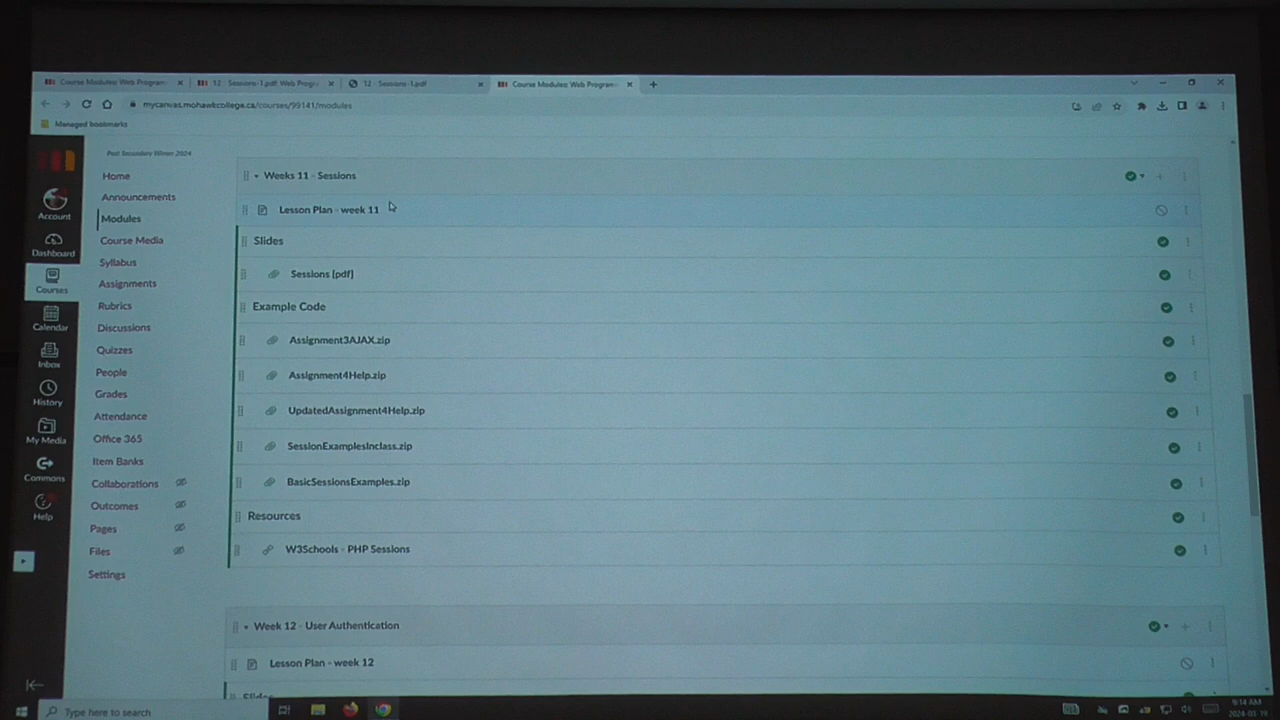 Course Modules: Web Program
12 - Sessions-1.pdf: Web Progra
12 - Sessions-1.pdf
Course Modules: Web Program
mycanvas.mohawkcollege.ca/courses/99141/modules
Managed bookmarks
Post Secondary Winter 2024
Account
Dashboard
Courses
Calendar
Inbox
History
My Media
Commons
Help
Home
Announcements
Modules
Course Media
Syllabus
Assignments
Rubrics
Discussions
Quizzes
People
Grades
Attendance
Office 365
Item Banks
Collaborations
Outcomes
Pages
Files
Settings
Weeks 11 - Sessions
Lesson Plan - week 11
Slides
Sessions [pdf]
Example Code
Assignment3AJAX.zip
Assignment4Help.zip
UpdatedAssignment4Help.zip
SessionExamplesInclass.zip
BasicSessionsExamples.zip
Resources
W3Schools - PHP Sessions
Week 12 - User Authentication
Lesson Plan - week 12
Slides
Type here to search
9:14 AM